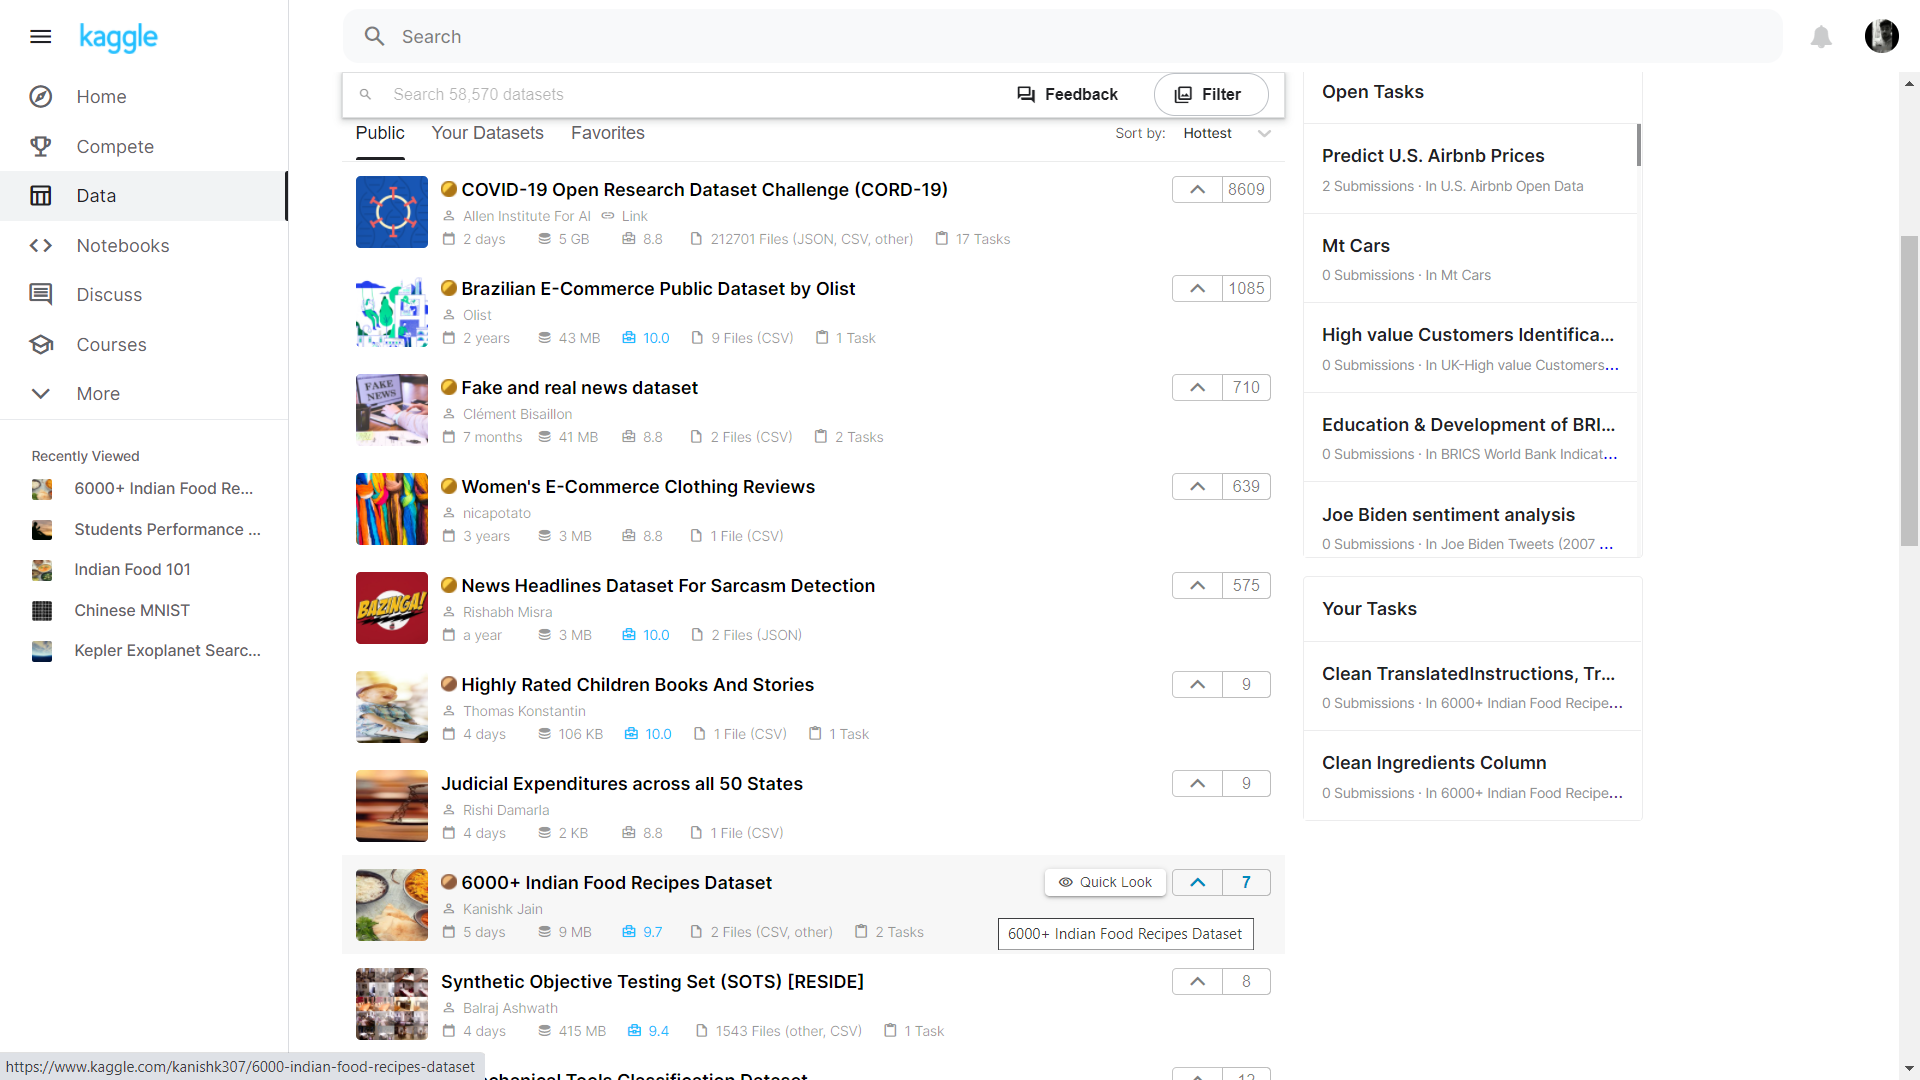 kaggle
Search
Home
Compete
Data
Notebooks
Discuss
Courses
More
Recently Viewed
6000+ Indian Food Re...
Students Performance ...
Indian Food 101
Chinese MNIST
Kepler Exoplanet Searc...
Search 58,570 datasets
Feedback
Filter
Public Your Datasets Favorites
Sort by: Hottest
COVID-19 Open Research Dataset Challenge (CORD-19)
8609
Allen Institute For AI Link
2 days 5 GB 8.8 212701 Files (JSON, CSV, other) 17 Tasks
Brazilian E-Commerce Public Dataset by Olist
1085
Olist
2 years 43 MB 10.0 9 Files (CSV) 1 Task
FAKE
NEWS
Fake and real news dataset
710
Clément Bisaillon
7 months 41 MB 8.8 2 Files (CSV) 2 Tasks
Women's E-Commerce Clothing Reviews
639
nicapotato
3 years 3 MB 8.8 1 File (CSV)
BAZINGA!
News Headlines Dataset For Sarcasm Detection
575
Rishabh Misra
a year 3 MB 10.0 2 Files (JSON)
Highly Rated Children Books And Stories
9
Thomas Konstantin
4 days 106 KB 10.0 1 File (CSV) 1 Task
Judicial Expenditures across all 50 States
9
Rishi Damarla
4 days 2 KB 8.8 1 File (CSV)
6000+ Indian Food Recipes Dataset
Quick Look
7
Kanishk Jain
5 days 9 MB 9.7 2 Files (CSV, other) 2 Tasks
6000+ Indian Food Recipes Dataset
Synthetic Objective Testing Set (SOTS) [RESIDE]
8
Balraj Ashwath
4 days 415 MB 9.4 1543 Files (other, CSV) 1 Task
Tools Classification Dataset
12
Open Tasks
Predict U.S. Airbnb Prices
2 Submissions · In U.S. Airbnb Open Data
Mt Cars
0 Submissions · In Mt Cars
High value Customers Identifica...
0 Submissions · In UK-High value Customers...
Education & Development of BRI...
0 Submissions · In BRICS World Bank Indicat...
Joe Biden sentiment analysis
0 Submissions · In Joe Biden Tweets (2007 ...
Your Tasks
Clean TranslatedInstructions, Tr...
0 Submissions · In 6000+ Indian Food Recipe...
Clean Ingredients Column
0 Submissions · In 6000+ Indian Food Recipe...
https://www.kaggle.com/kanishk307/6000-indian-food-recipes-dataset